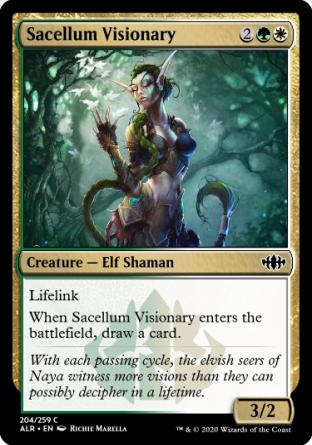 Sacellum Visionary 2
Creature — Elf Shaman
Lifelink
When Sacellum Visionary enters the
battlefield, draw a card.
With each passing cycle, the elvish seers of
Naya witness more visions than they can
possibly decipher in a lifetime.
3/2
204/259 C
ALR • EN RICHIE MARELLA
™ & © 2020 Wizards of the Coast